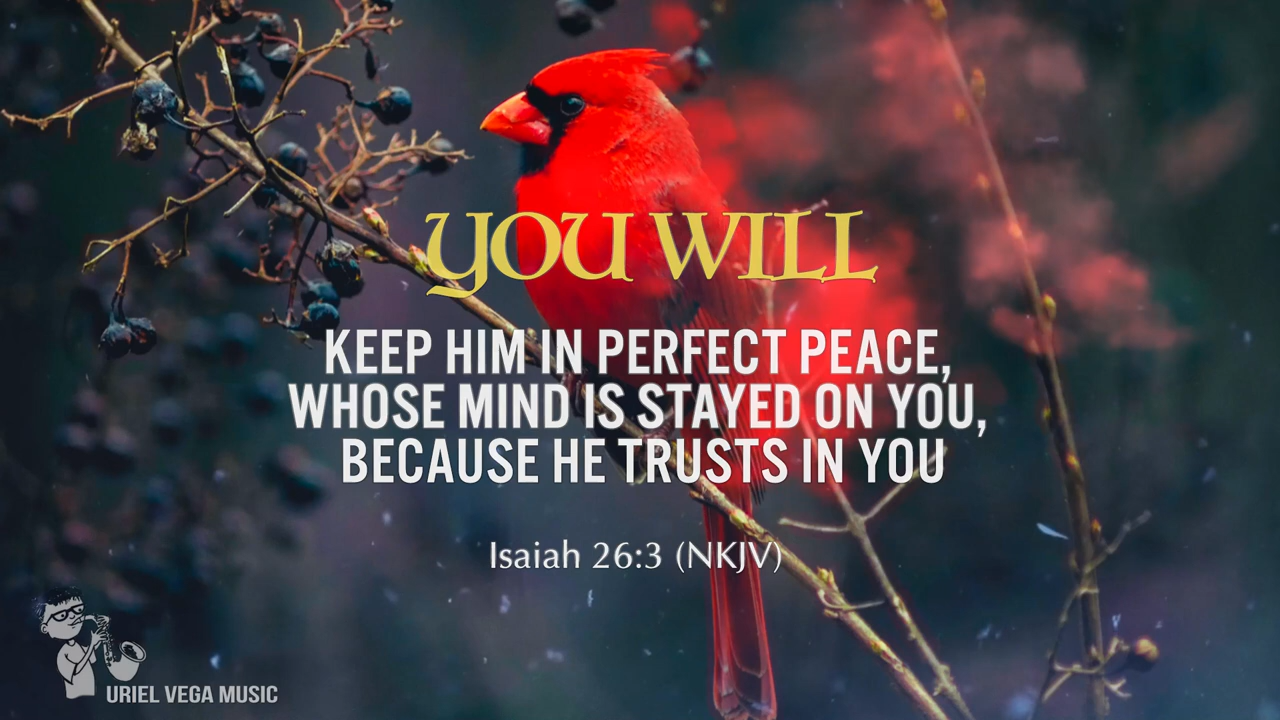 YOU WILL
KEEP HIM IN PERFECT PEACE,
WHOSE MIND IS STAYED ON YOU,
BECAUSE HE TRUSTS IN YOU
Isaiah 26:3 (NKJV)
URIEL VEGA MUSIC